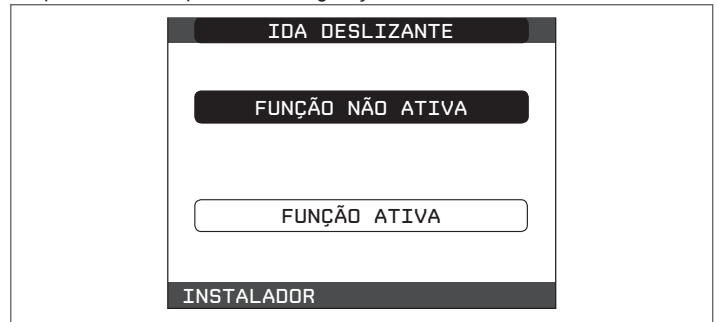 IDA DESLIZANTE
FUNÇÃO NÃO ATIVA
FUNÇÃO ATIVA
INSTALADOR